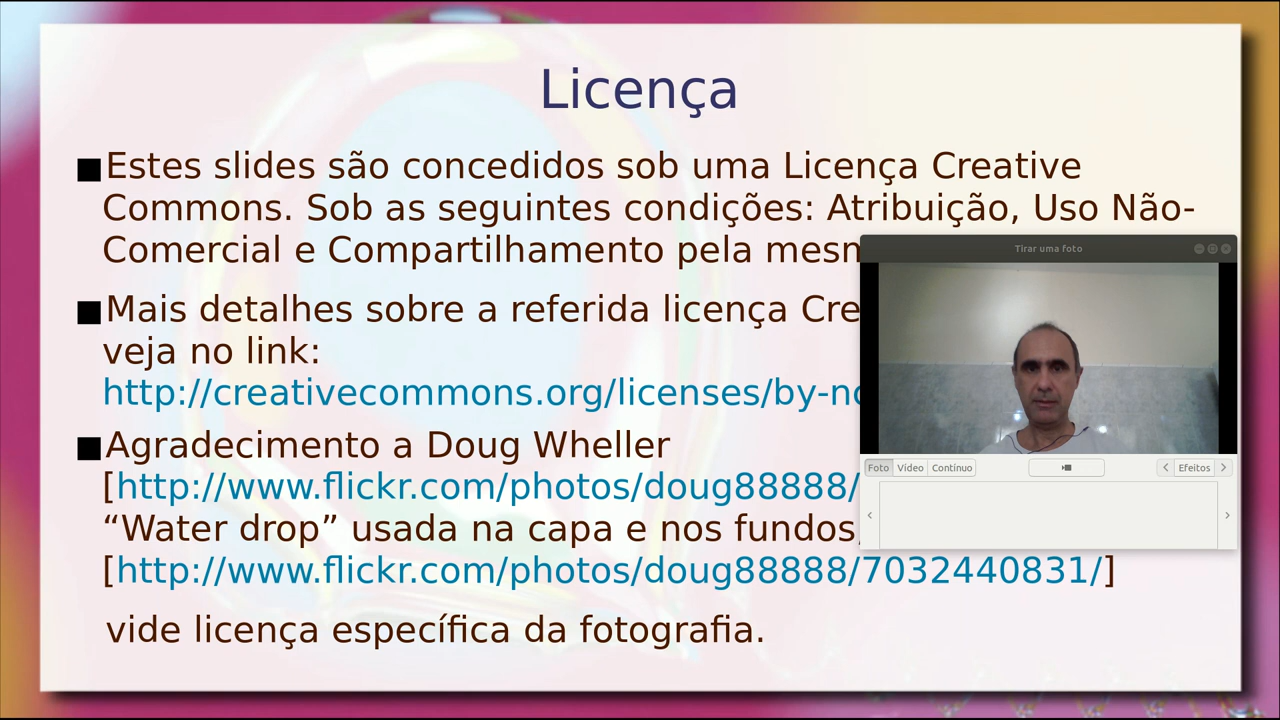 Licença
Estes slides são concedidos sob uma Licença Creative
Commons. Sob as seguintes condições: Atribuição, Uso Não-
Comercial e Compartilhamento pela mesm
Mais detalhes sobre a referida licença Cre
veja no link:
http://creativecommons.org/licenses/by-nc
Agradecimento a Doug Wheller
[http://www.flickr.com/photos/doug88888/
“Water drop” usada na capa e nos fundos,
[http://www.flickr.com/photos/doug88888/7032440831/]
vide licença específica da fotografia.
Tirar uma foto
Foto Vídeo Contínuo
Efeitos